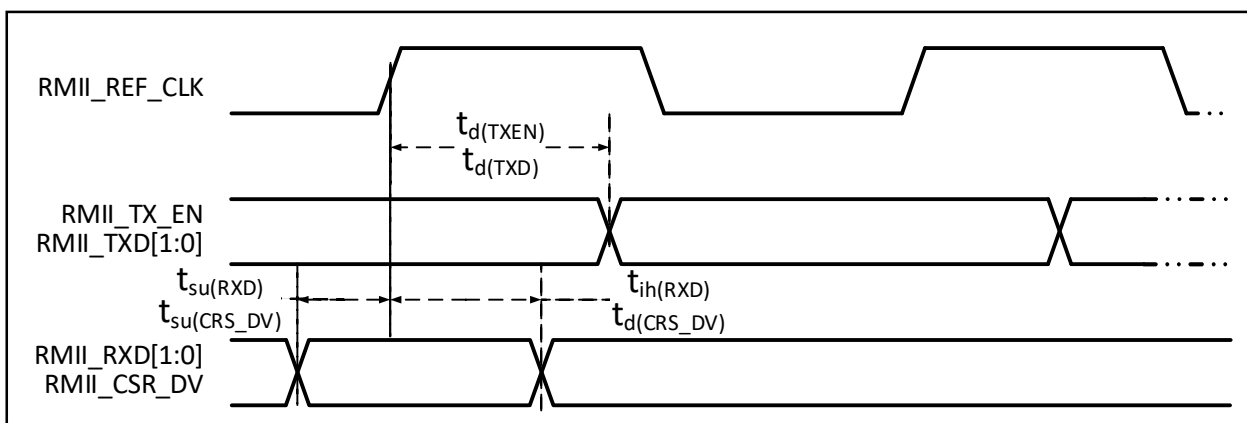 RMII_REF_CLK
td(TXEN)
td(TXD)
RMII_TX_EN
RMII_TXD[1:0]
tsu(RXD)
tih(RXD)
tsu(CRS_DV)
td(CRS_DV)
RMII_RXD[1:0]
RMII_CSR_DV